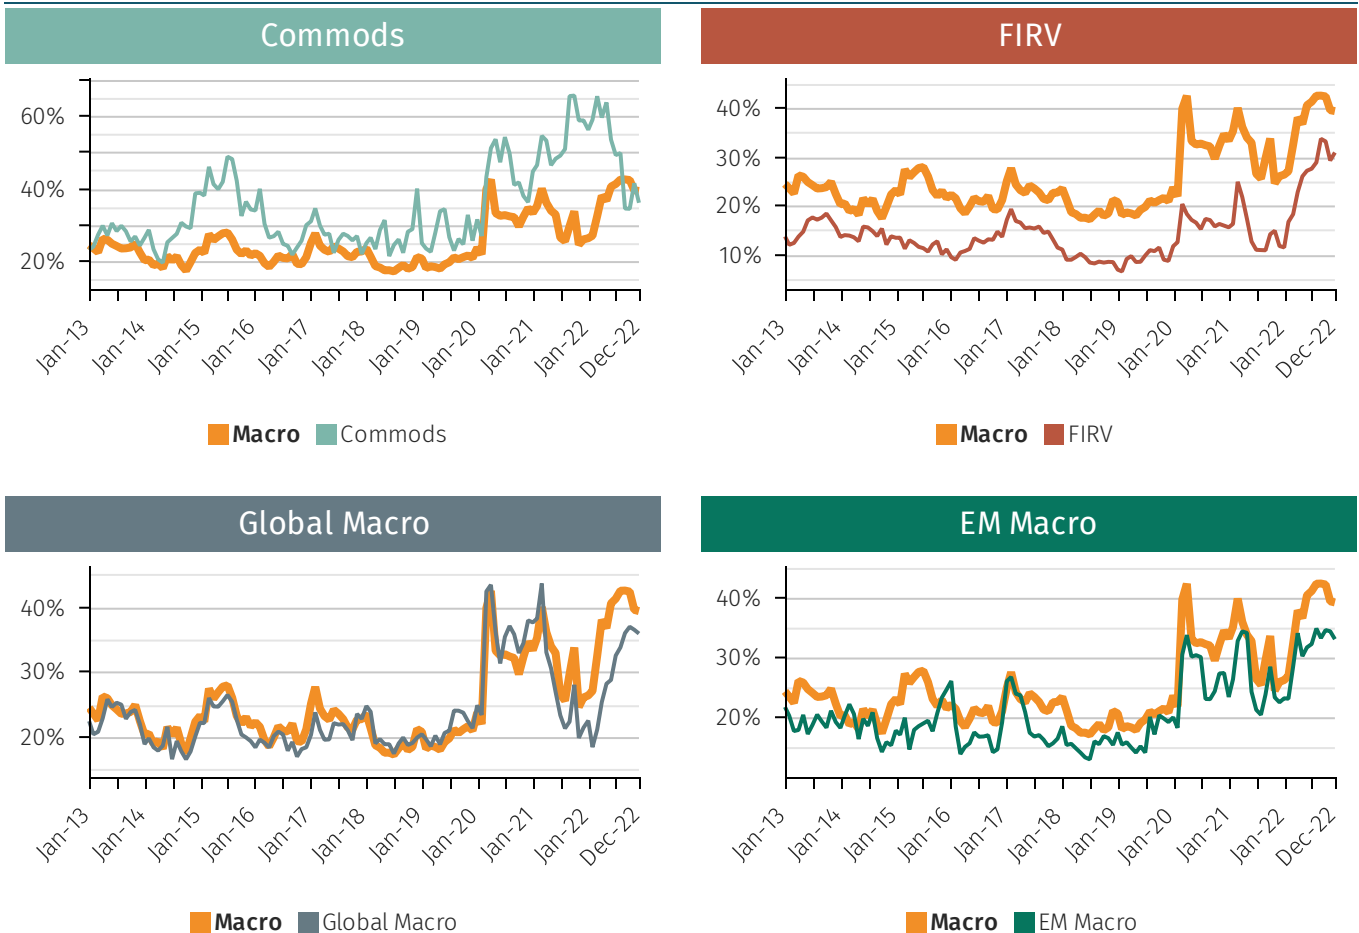 Commods
60%
40%
20%
Jan-13
Jan-14
Jan-15
Jan-16
Jan-17
Jan-18
Jan-19
Jan-20
Jan-21
Jan-22
Dec-22
Macro Commods
FIRV
40%
30%
20%
10%
Jan-13
Jan-14
Jan-15
Jan-16
Jan-17
Jan-18
Jan-19
Jan-20
Jan-21
Jan-22
Dec-22
Macro FIRV
Global Macro
40%
30%
20%
Jan-13
Jan-14
Jan-15
Jan-16
Jan-17
Jan-18
Jan-19
Jan-20
Jan-21
Jan-22
Dec-22
Macro Global Macro
EM Macro
40%
30%
20%
Jan-13
Jan-14
Jan-15
Jan-16
Jan-17
Jan-18
Jan-19
Jan-20
Jan-21
Jan-22
Dec-22
Macro EM Macro